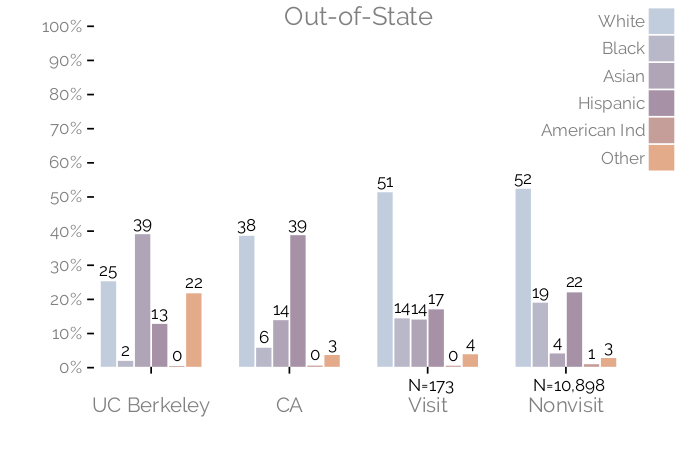 Out-of-State
100%
90%
80%
70%
60%
50%
40%
30%
20%
10%
0%
White
Black
Asian
Hispanic
American Ind
Other
25
2
39
13
0
22
38
6
14
39
0
3
51
14
14
17
0
4
52
19
4
22
1
3
N=173
N=10,898
UC Berkeley
CA
Visit
Nonvisit